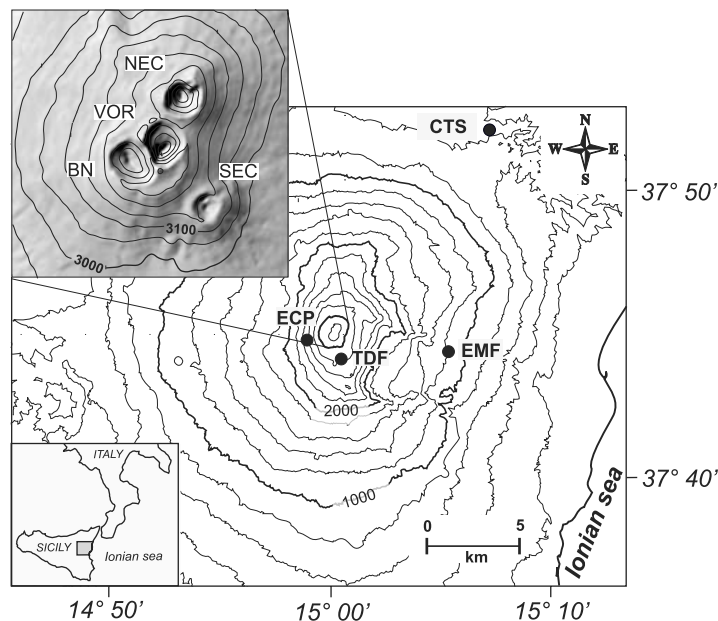 NEC
VOR
BN
SEC
3100
3000
CTS
N
W E
S
37° 50’
ECP
TDF
EMF
2000
1000
37° 40’
ITALY
SICILY
Ionian sea
0 5
km
Ionian sea
14° 50’ 15° 00’ 15° 10’